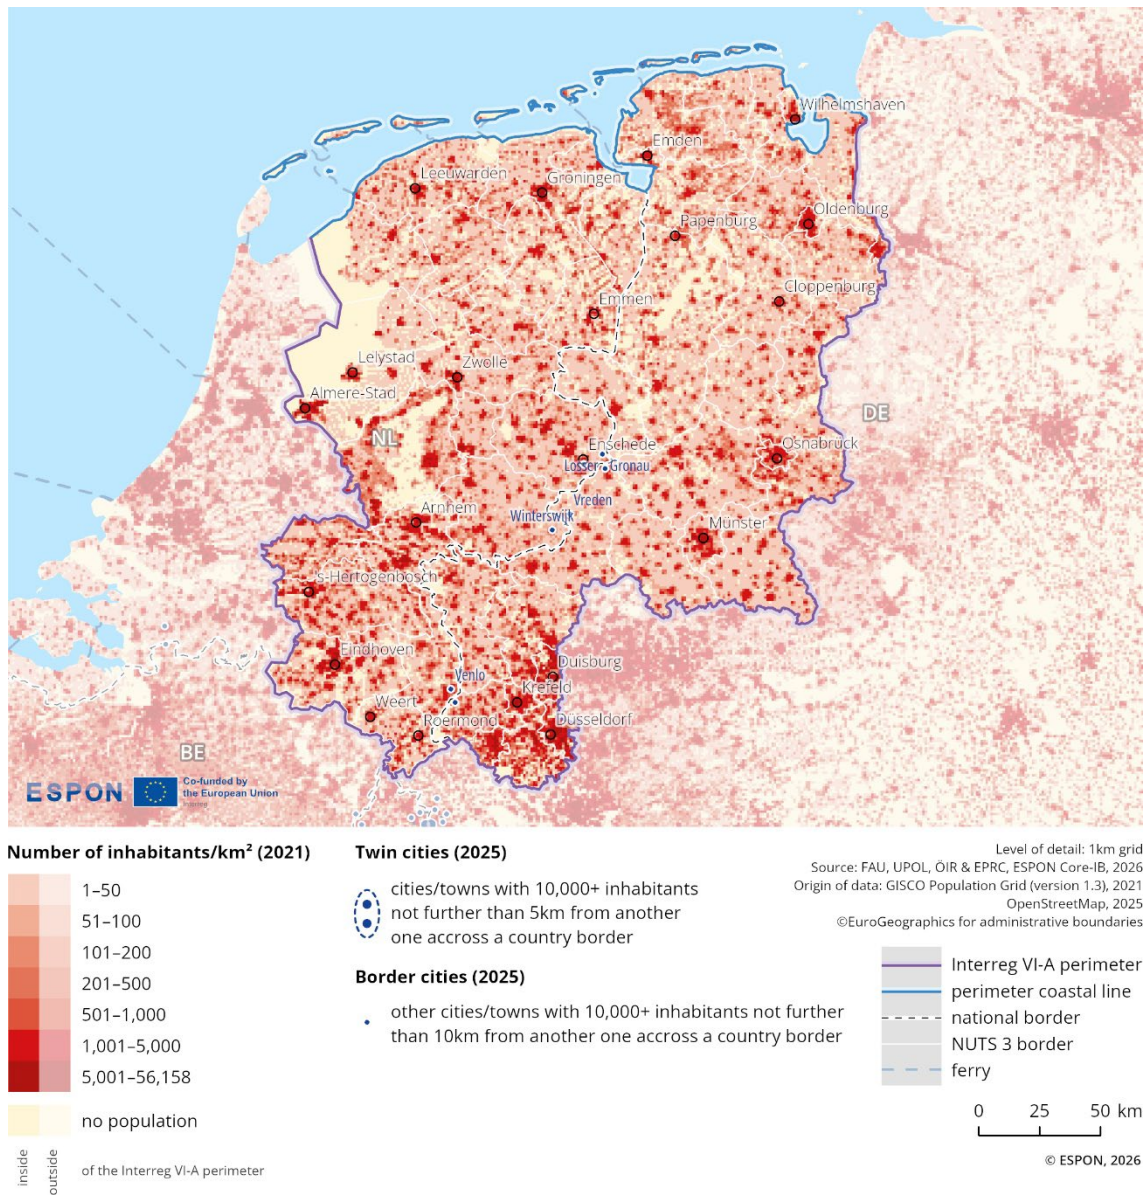 Wilhelmshaven
Emden
Leeuwarden
Groningen
Oldenburg
Papenburg
Cloppenburg
Emmen
Lelystad
Zwolle
Almere-Stad
DE
NL
Enschede
Osnabrück
Losser
Gronau
Vreden
Arnhem
Winterswijk
Münster
's-Hertogenbosch
Eindhoven
Duisburg
Venlo
Krefeld
Weert
Roermond
Düsseldorf
BE
ESPON
Co-funded by
the European Union
Interreg
Number of inhabitants/km² (2021)
1–50
51–100
101–200
201–500
501–1,000
1,001–5,000
5,001–56,158
no population
inside
outside
of the Interreg VI-A perimeter
Twin cities (2025)
cities/towns with 10,000+ inhabitants
not further than 5km from another
one accross a country border
Border cities (2025)
other cities/towns with 10,000+ inhabitants not further
than 10km from another one accross a country border
Level of detail: 1km grid
Source: FAU, UPOL, ÖIR & EPRC, ESPON Core-IB, 2026
Origin of data: GISCO Population Grid (version 1.3), 2021
OpenStreetMap, 2025
©EuroGeographics for administrative boundaries
Interreg VI-A perimeter
perimeter coastal line
national border
NUTS 3 border
ferry
0 25 50 km
© ESPON, 2026